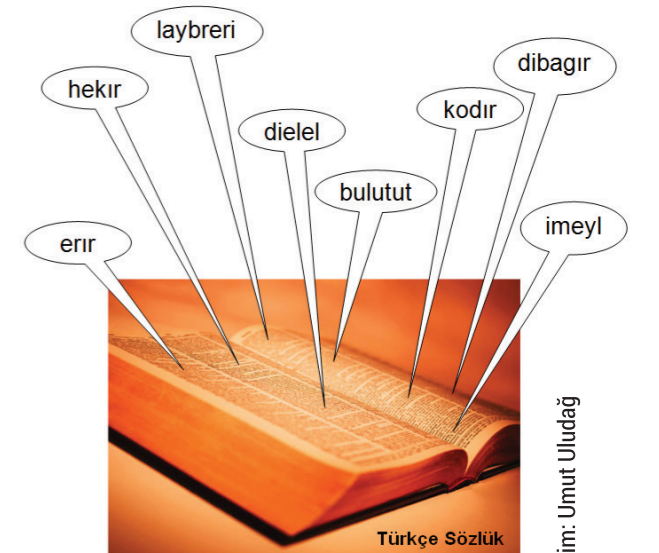 laybreri
hekır
dibagır
dielel
kodır
bulutut
erır
imeyl
Türkçe Sözlük
im: Umut Uludağ